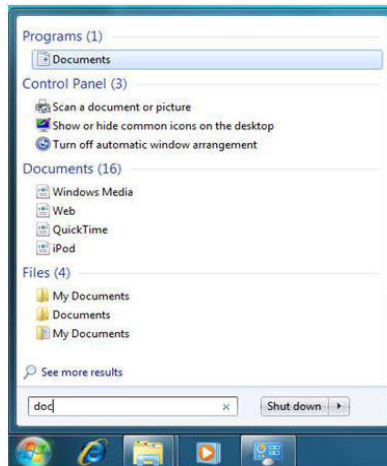 Programs (1)
Documents
Control Panel (3)
Scan a document or picture
Show or hide common icons on the desktop
Turn off automatic window arrangement
Documents (16)
Windows Media
Web
QuickTime
iPod
Files (4)
My Documents
Documents
My Documents
See more results
doc
Shut down